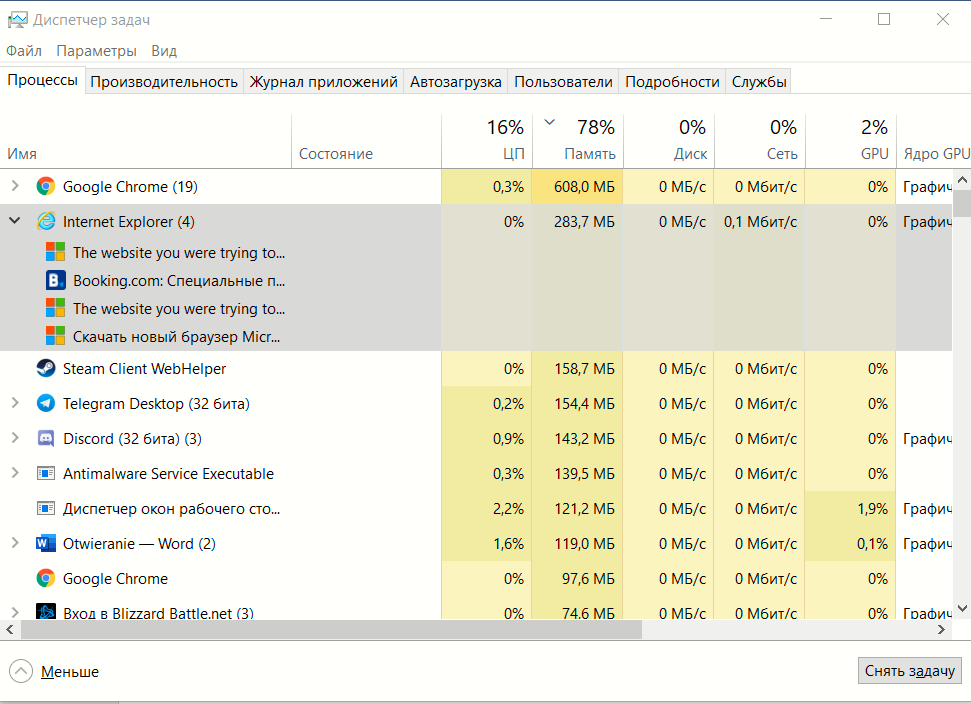 Диспетчер задач
Файл Параметры Вид
Процессы Производительность Журнал приложений Автозагрузка Пользователи Подробности Службы
16% 78% 0% 0% 2%
Имя Состояние ЦП Память Диск Сеть GPU Ядро GPU
Google Chrome (19) 0,3% 608,0 МБ 0 МБ/с 0 Мбит/с 0% Графич
Internet Explorer (4) 0% 283,7 МБ 0 МБ/с 0,1 Мбит/с 0% Графич
The website you were trying to...
B. Booking.com: Специальные п...
The website you were trying to...
Скачать новый браузер Micr...
Steam Client WebHelper 0% 158,7 МБ 0 МБ/с 0 Мбит/с 0%
Telegram Desktop (32 бита) 0,2% 154,4 МБ 0 МБ/с 0 Мбит/с 0%
Discord (32 бита) (3) 0,9% 143,2 МБ 0 МБ/с 0 Мбит/с 0% Графич
Antimalware Service Executable 0,3% 139,5 МБ 0 МБ/с 0 Мбит/с 0%
Диспетчер окон рабочего сто... 2,2% 121,2 МБ 0 МБ/с 0 Мбит/с 1,9% Графич
W Otwieranie — Word (2) 1,6% 119,0 МБ 0 МБ/с 0 Мбит/с 0,1% Графич
Google Chrome 0% 97,6 МБ 0 МБ/с 0 Мбит/с 0%
Вход в Blizzard Battle.net (3) 0% 74,6 МБ 0 МБ/с 0 Мбит/с 0% Графич
Меньше Снять задачу